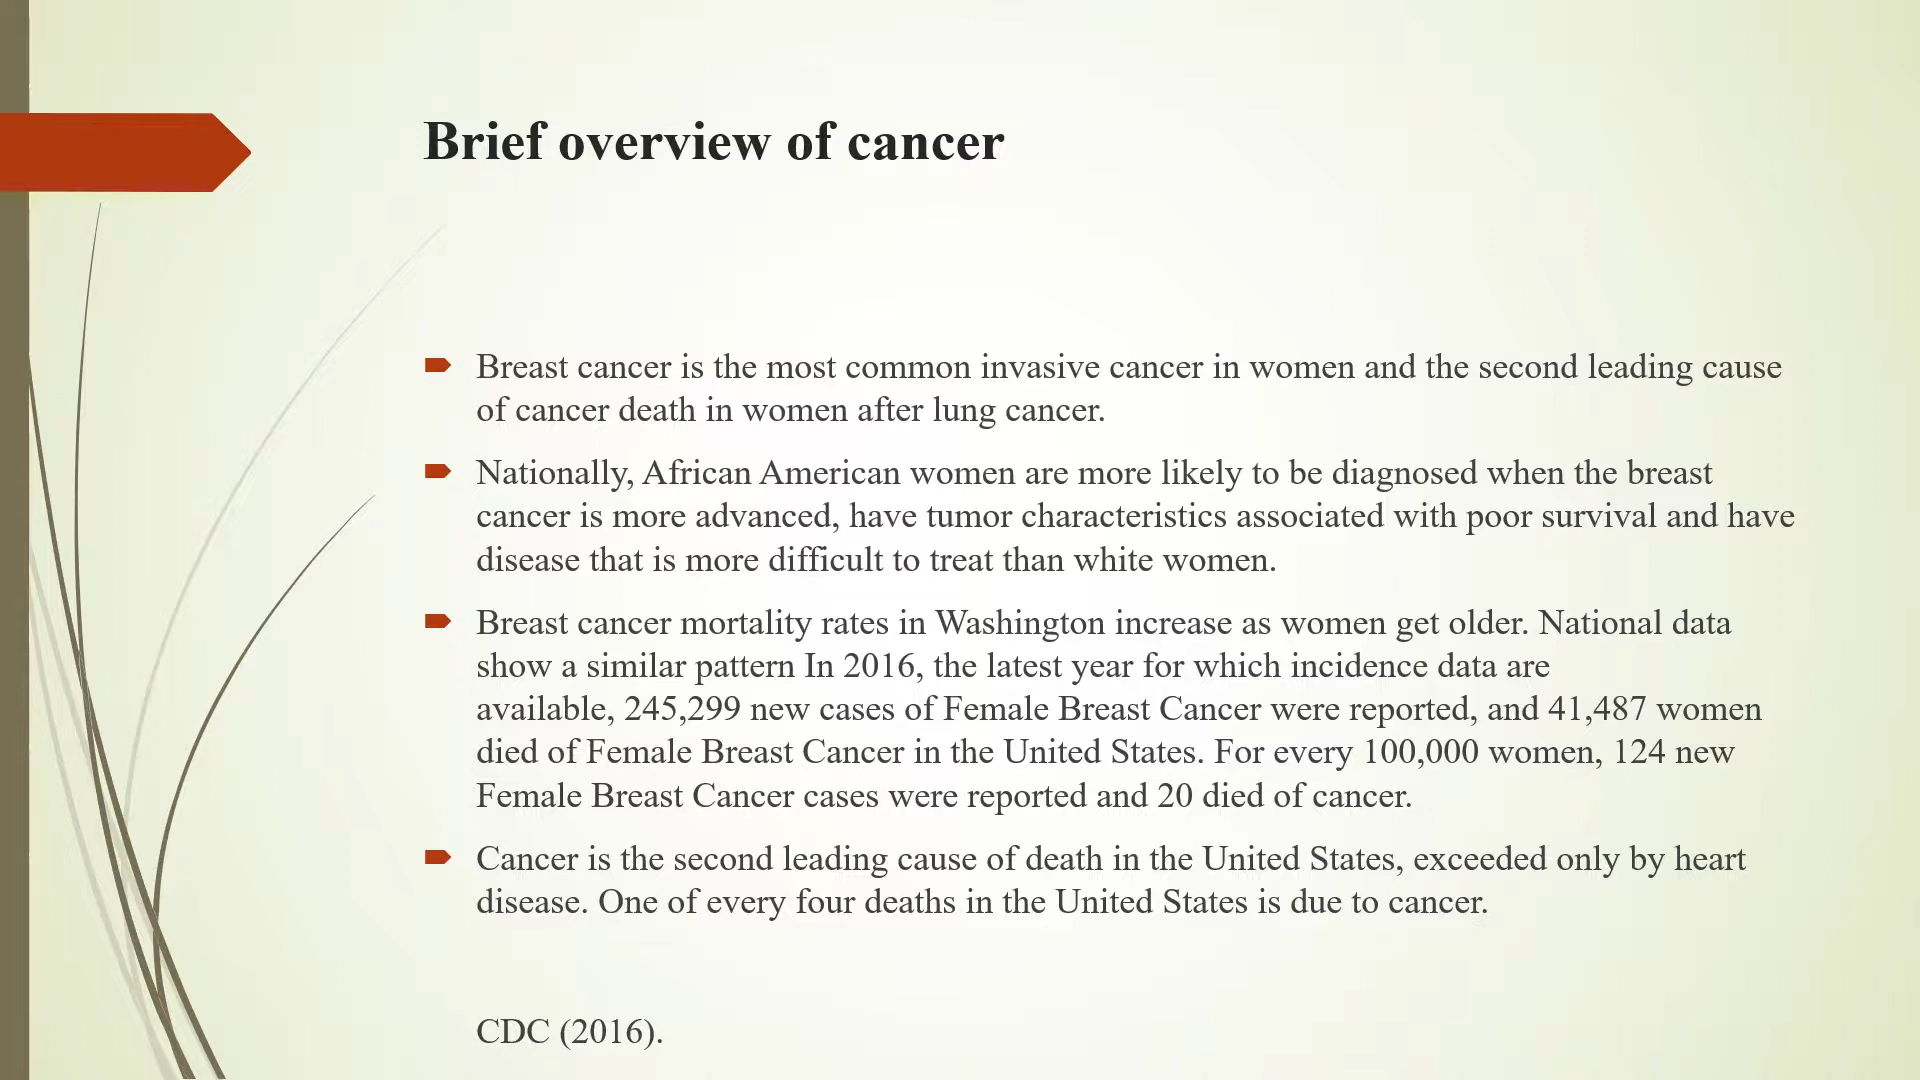 Brief overview of cancer
Breast cancer is the most common invasive cancer in women and the second leading cause
of cancer death in women after lung cancer.
Nationally, African American women are more likely to be diagnosed when the breast
cancer is more advanced, have tumor characteristics associated with poor survival and have
disease that is more difficult to treat than white women.
Breast cancer mortality rates in Washington increase as women get older. National data
show a similar pattern In 2016, the latest year for which incidence data are
available, 245,299 new cases of Female Breast Cancer were reported, and 41,487 women
died of Female Breast Cancer in the United States. For every 100,000 women, 124 new
Female Breast Cancer cases were reported and 20 died of cancer.
Cancer is the second leading cause of death in the United States, exceeded only by heart
disease. One of every four deaths in the United States is due to cancer.
CDC (2016).